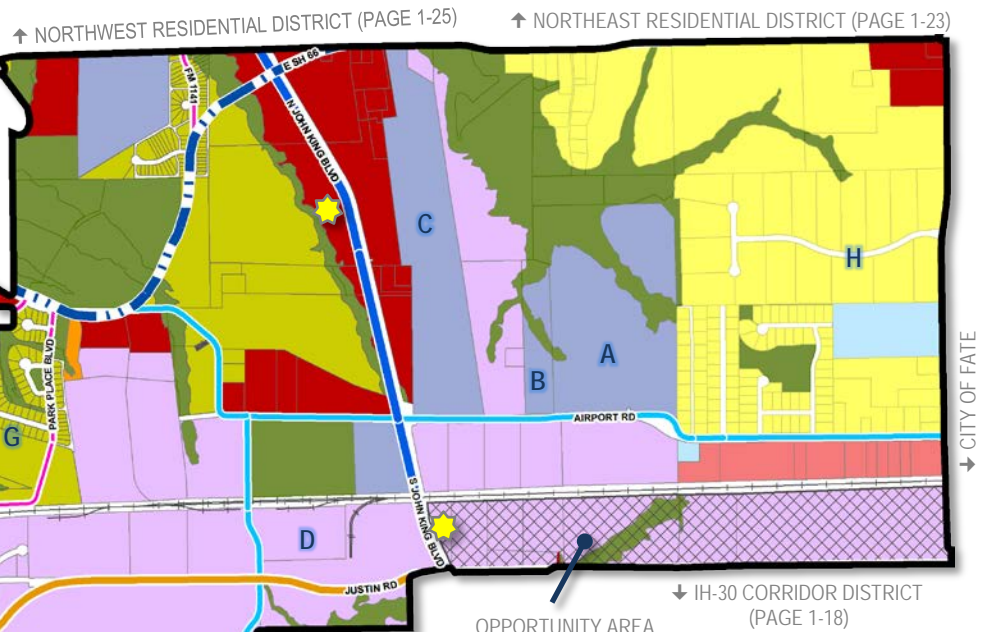 ↑ NORTHWEST RESIDENTIAL DISTRICT (PAGE 1-25)
↑ NORTHEAST RESIDENTIAL DISTRICT (PAGE 1-23)
E SH 66
FM 1141
N JOHN KING BLVD
C
H
A
B
PARK PLACE BLVD
AIRPORT RD
G
↓ CITY OF FATE
S JOHN KING BLVD
D
JUSTIN RD
↓ IH-30 CORRIDOR DISTRICT
(PAGE 1-18)
OPPORTUNITY AREA